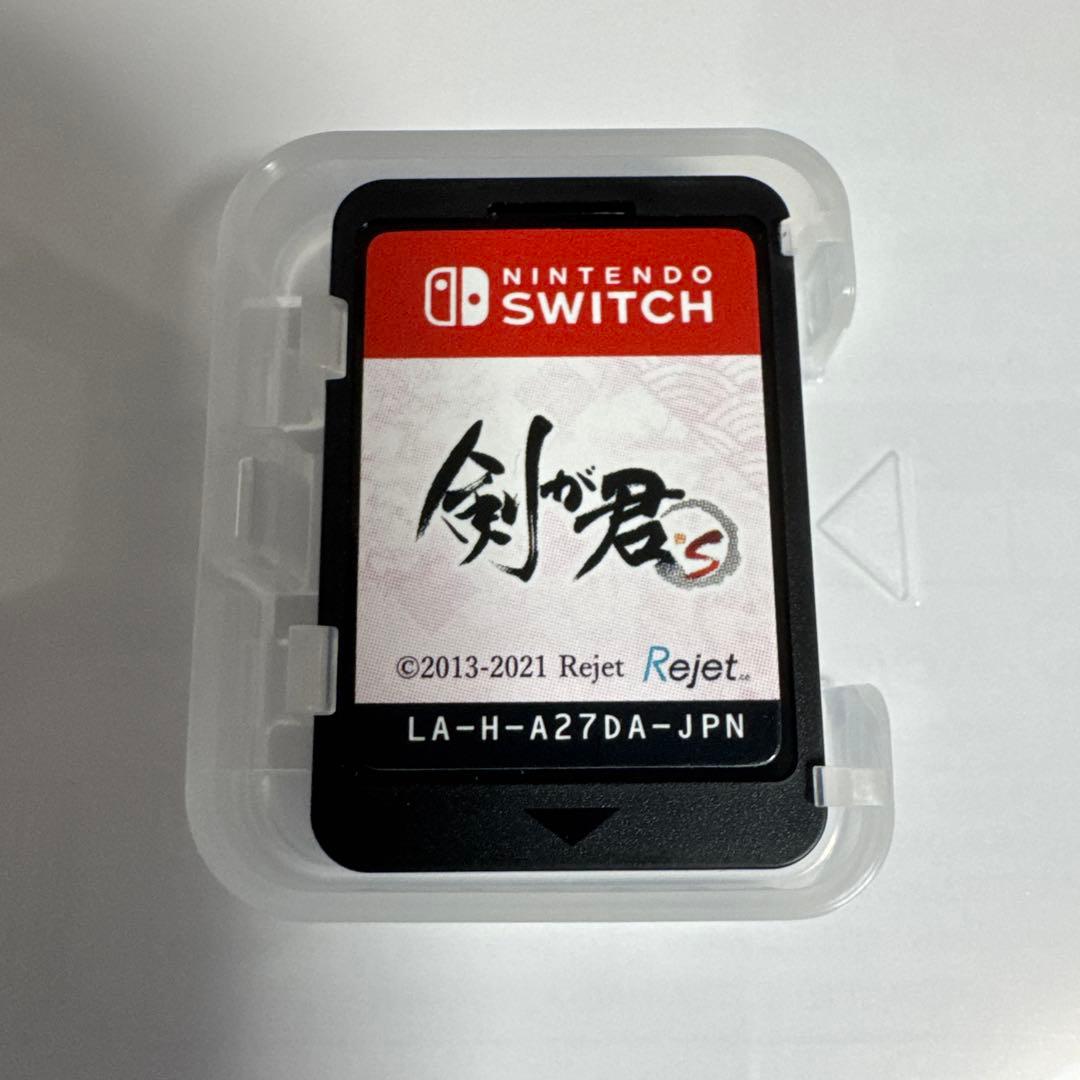 NINTENDO
SWITCH
剣が君
S
©2013-2021 Rejet Rejet
LA-H-A27DA-JPN